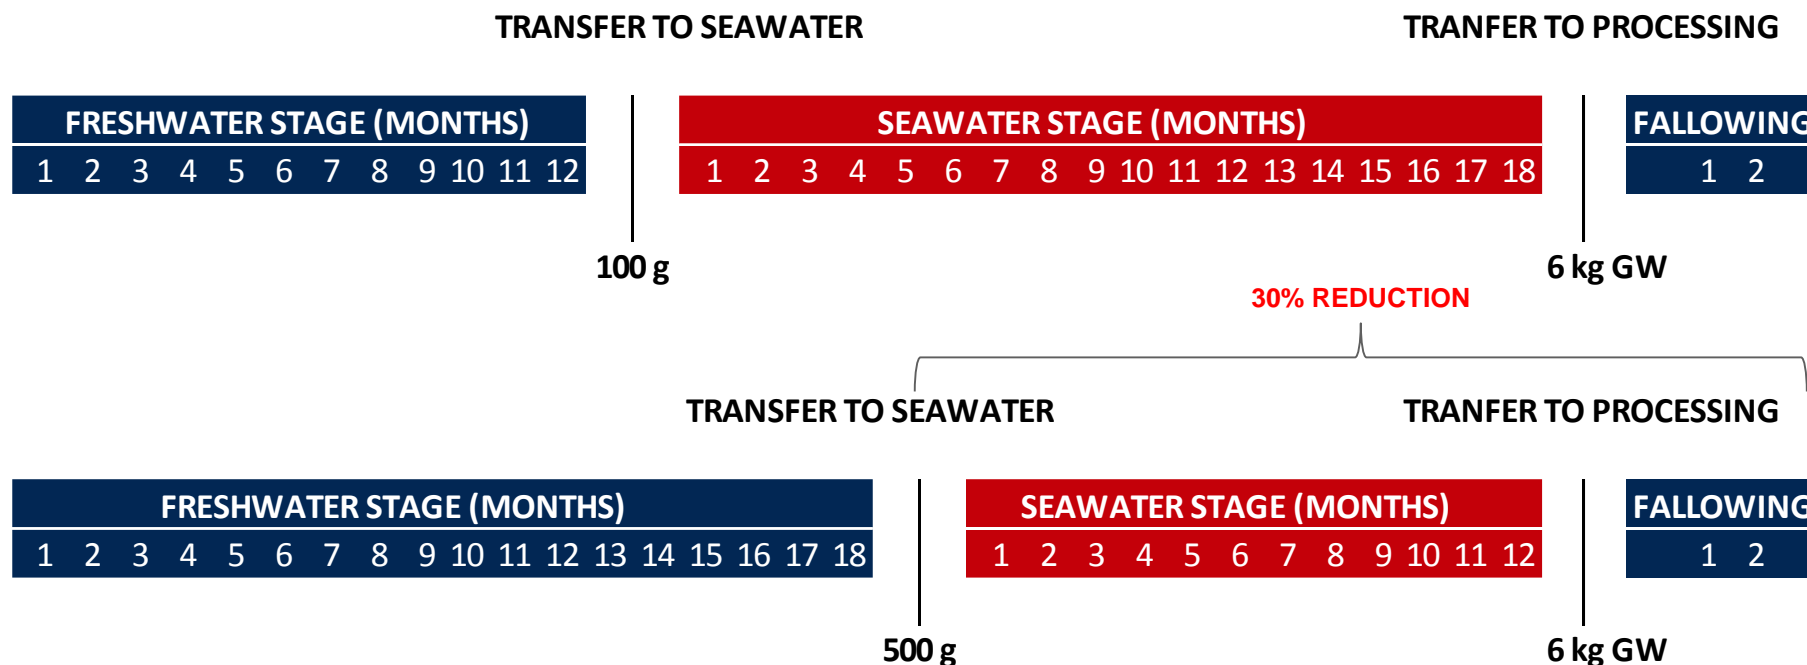 TRANSFER TO SEAWATER TRANFER TO PROCESSING
FRESHWATER STAGE (MONTHS) SEAWATER STAGE (MONTHS) FALLOWING
1 2 3 4 5 6 7 8 9 10 11 12 1 2 3 4 5 6 7 8 9 10 11 12 13 14 15 16 17 18 1 2
100 g 6 kg GW
30% REDUCTION
TRANSFER TO SEAWATER TRANFER TO PROCESSING
FRESHWATER STAGE (MONTHS) SEAWATER STAGE (MONTHS) FALLOWING
1 2 3 4 5 6 7 8 9 10 11 12 13 14 15 16 17 18 1 2 3 4 5 6 7 8 9 10 11 12 1 2
500 g 6 kg GW